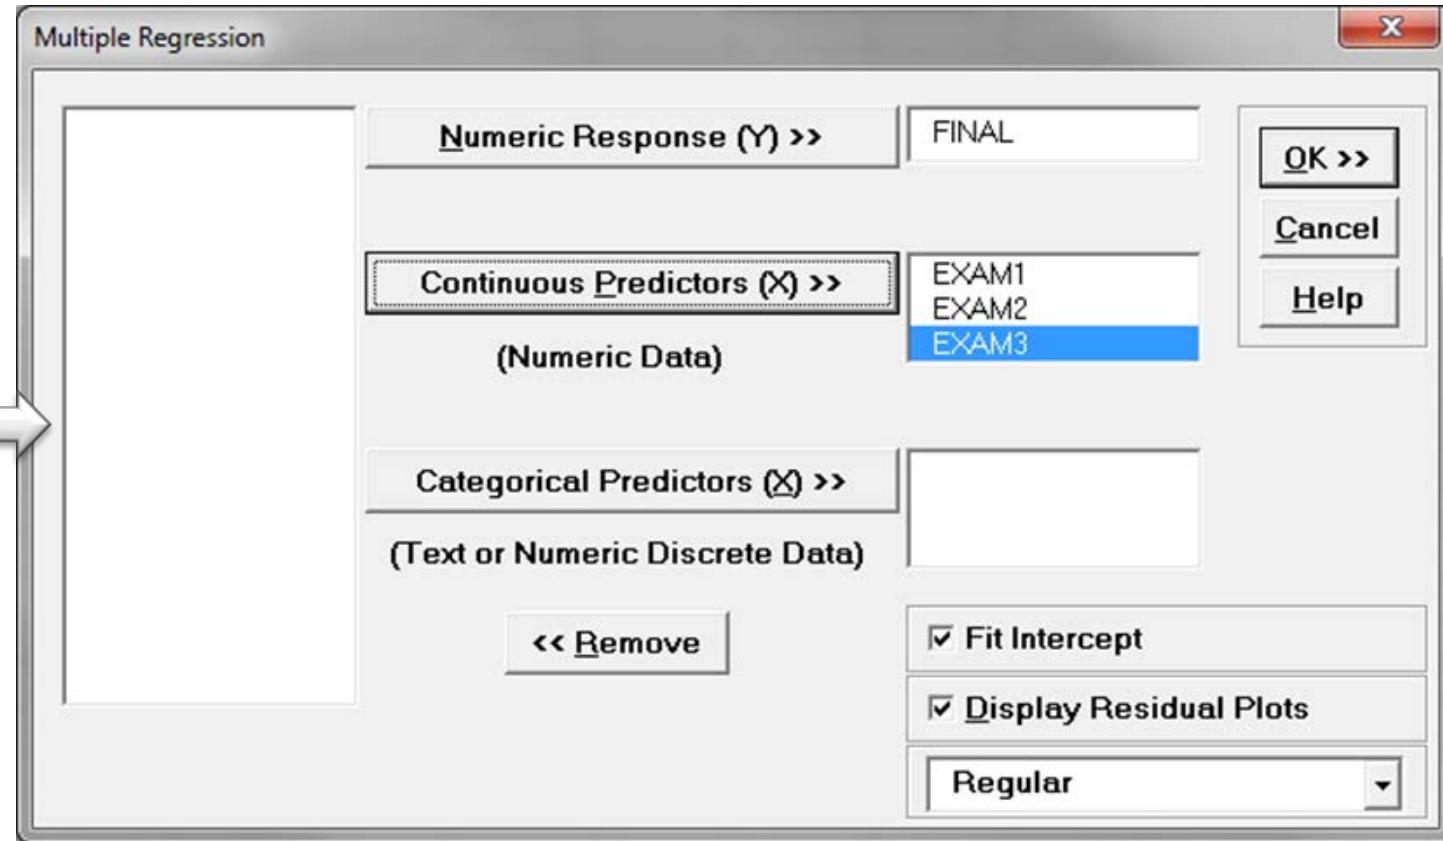 Multiple Regression
Numeric Response (Y) >>
FINAL
OK >>
Continuous Predictors (X) >>
EXAM1
EXAM2
EXAM3
Cancel
Help
(Numeric Data)
Categorical Predictors (X) >>
(Text or Numeric Discrete Data)
<< Remove
Fit Intercept
Display Residual Plots
Regular